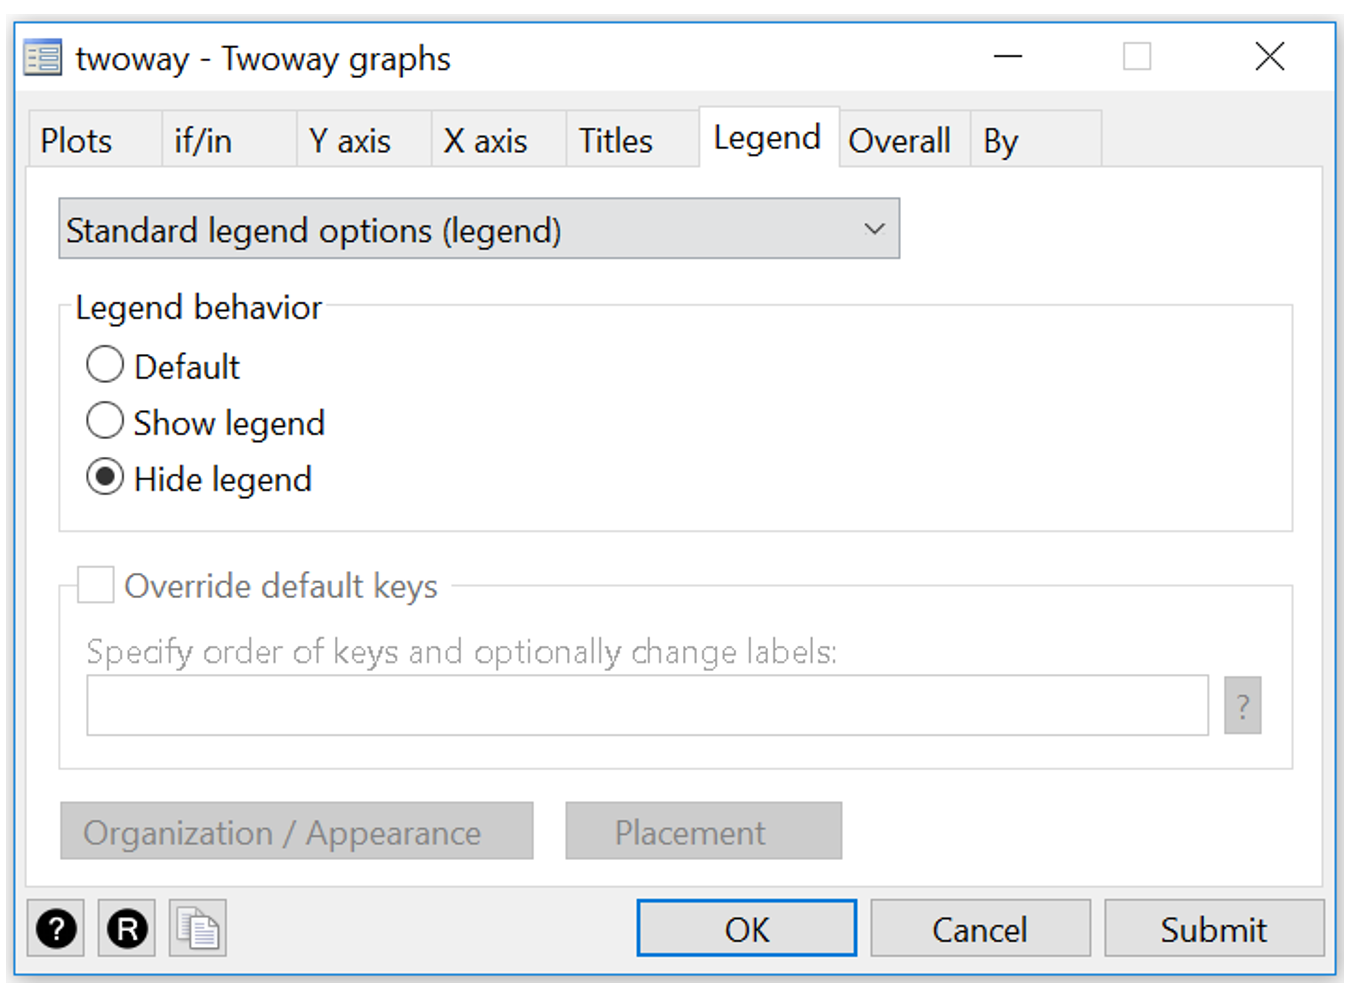 twoway - Twoway graphs
Plots if/in Y axis X axis Titles Legend Overall By
Standard legend options (legend)
Legend behavior
Default
Show legend
Hide legend
Override default keys
Specify order of keys and optionally change labels:
?
Organization / Appearance Placement
? R OK Cancel Submit